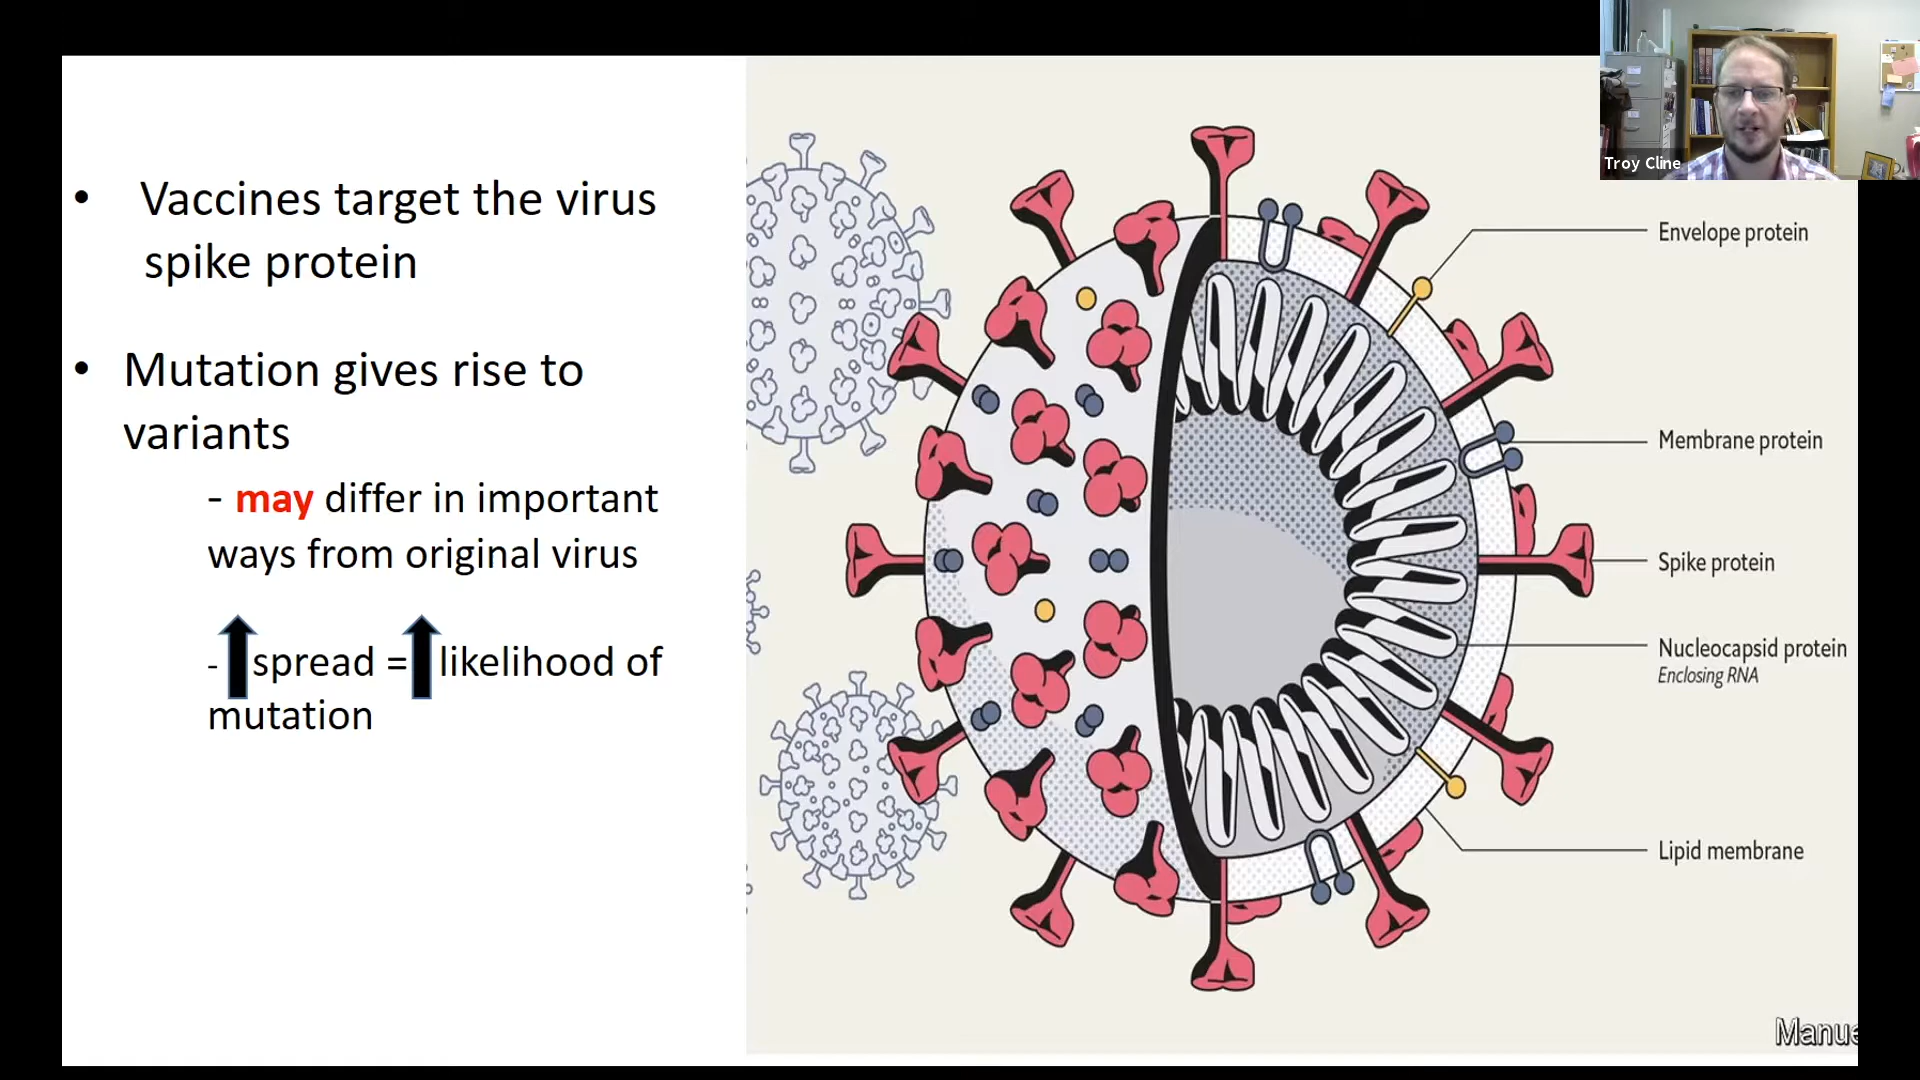 Troy Cline
• Vaccines target the virus
spike protein
• Mutation gives rise to
variants
- may differ in important
ways from original virus
- spread = likelihood of
mutation
Envelope protein
Membrane protein
Spike protein
Nucleocapsid protein
Enclosing RNA
Lipid membrane
Manue